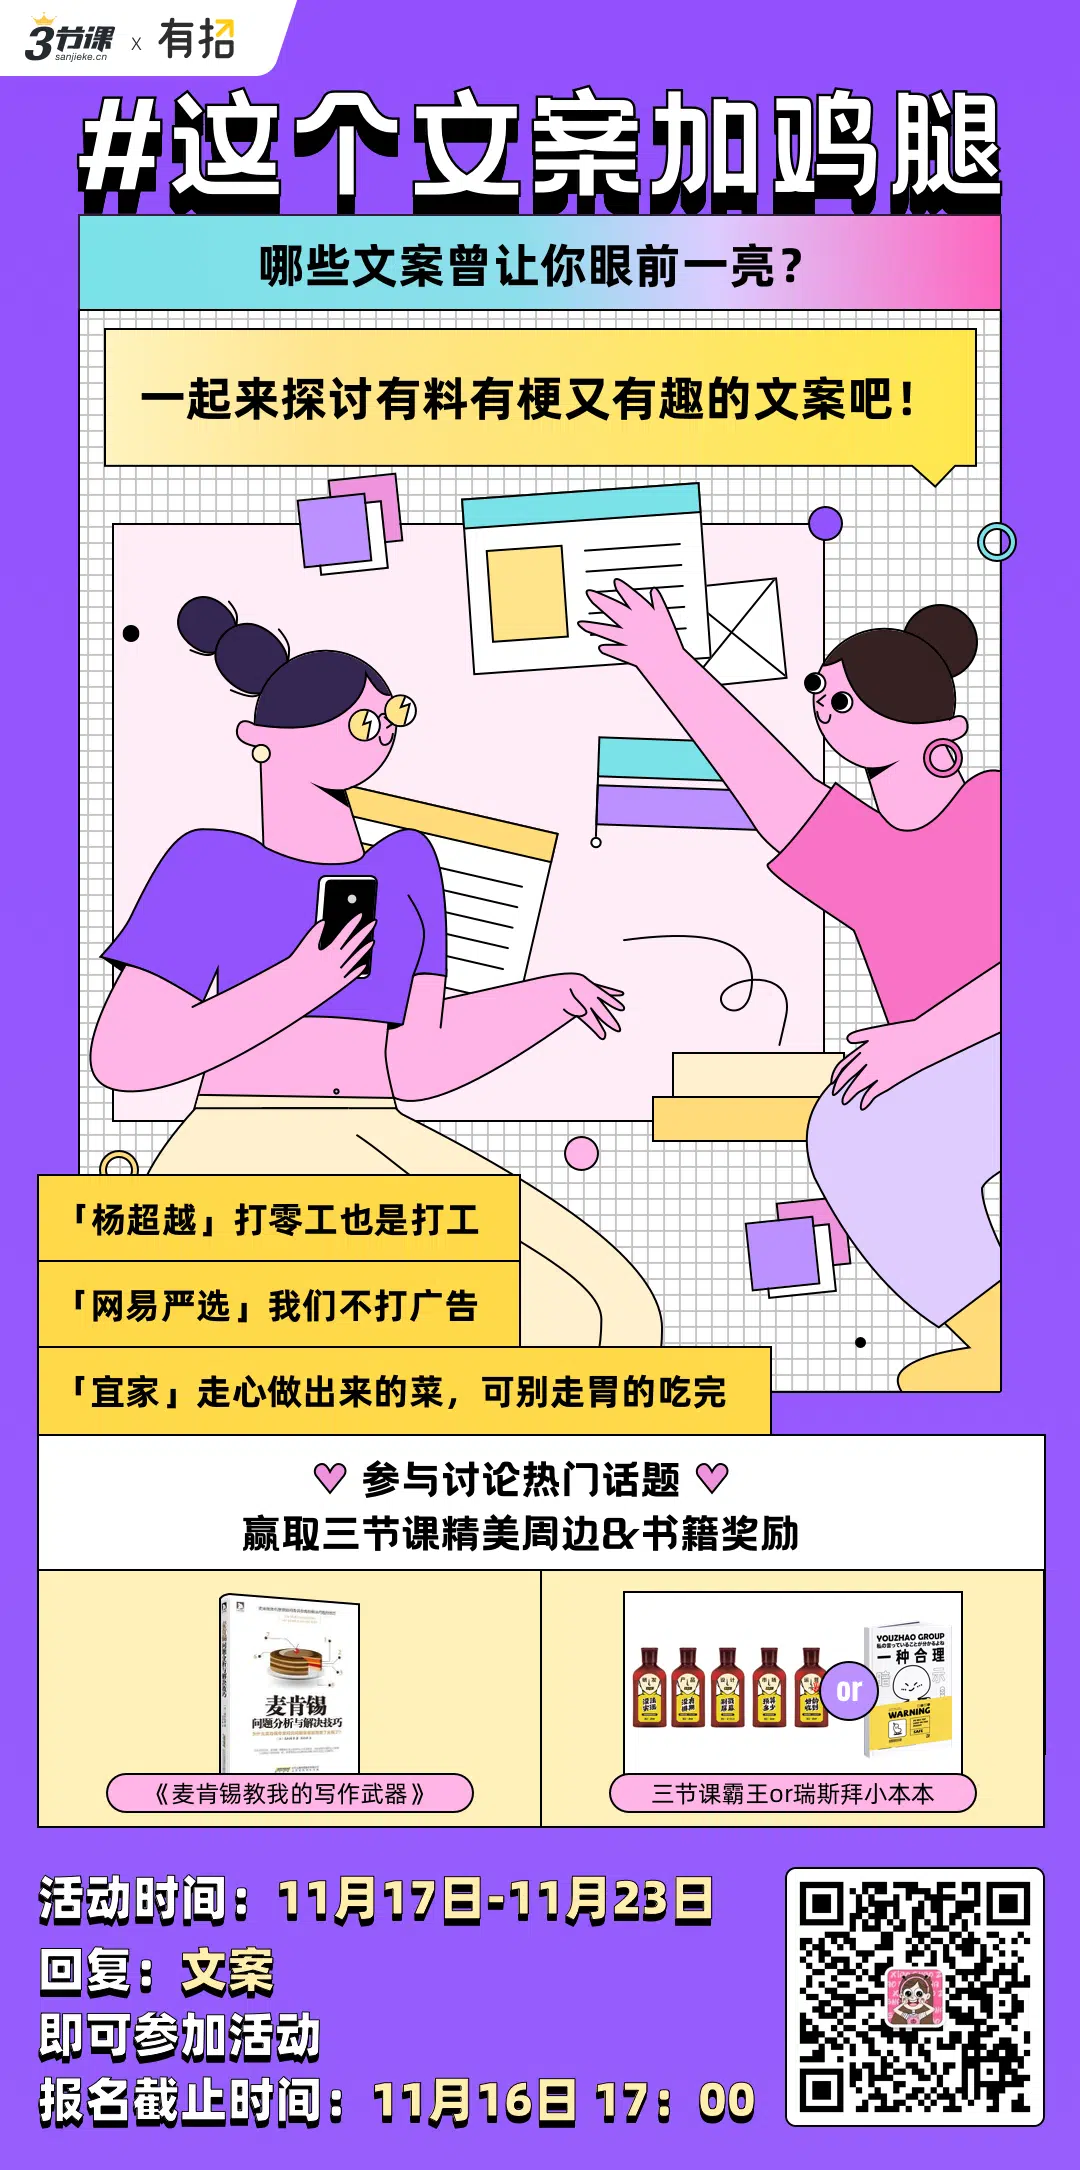 3节课
sanjieke.cn
x
有招
#这个文案加鸡腿
哪些文案曾让你眼前一亮?
一起来探讨有料有梗又有趣的文案吧!
「杨超越」打零工也是打工
「网易严选」我们不打广告
「宜家」走心做出来的菜,可别走胃的吃完
参与讨论热门话题
赢取三节课精美周边&书籍奖励
麦肯锡
问题分析与解决技巧
YOUZHAO GROUP
一种合理
WARNING
or
《麦肯锡教我的写作武器》
三节课霸王or瑞斯拜小本本
活动时间:11月17日-11月23日
回复:文案
即可参加活动
报名截止时间:11月16日 17:00